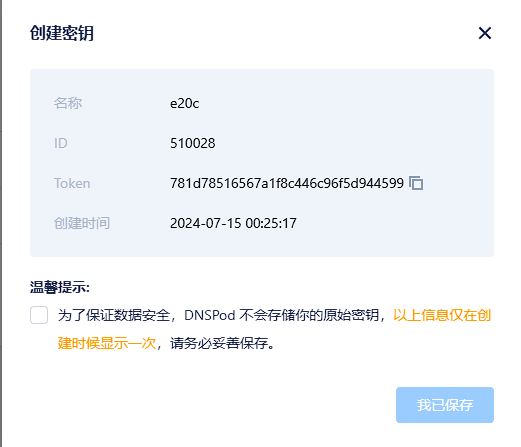 创建密钥
名称 e20c
ID 510028
Token 781d78516567a1f8c446c96f5d944599
创建时间 2024-07-15 00:25:17
温馨提示:
为了保证数据安全，DNSPod 不会存储你的原始密钥，以上信息仅在创
建时候显示一次，请务必妥善保存。
我已保存